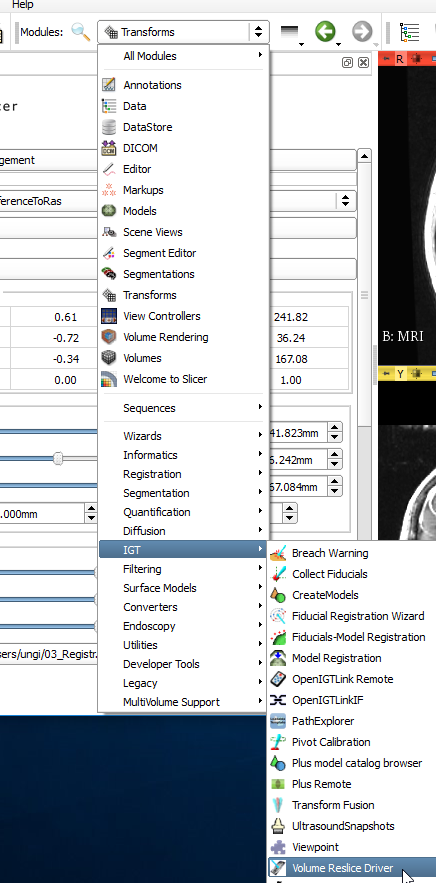 Help
Modules:
Transforms
All Modules
Annotations
Data
DataStore
DICOM
Editor
Markups
Models
Scene Views
Segment Editor
Segmentations
Transforms
View Controllers
Volume Rendering
Volumes
Welcome to Slicer
Sequences
Wizards
Informatics
Registration
Segmentation
Quantification
Diffusion
IGT
Filtering
Surface Models
Converters
Endoscopy
Utilities
Developer Tools
Legacy
MultiVolume Support
Breach Warning
Collect Fiducials
CreateModels
Fiducial Registration Wizard
Fiducials-Model Registration
Model Registration
OpenIGTLink Remote
OpenIGTLinkIF
PathExplorer
Pivot Calibration
Plus model catalog browser
Plus Remote
Transform Fusion
UltrasoundSnapshots
Viewpoint
Volume Reslice Driver
cer
gement
ferenceToRas
0.61
241.82
-0.72
36.24
-0.34
167.08
0.00
1.00
41.823mm
6.242mm
67.084mm
.000mm
sers/ungi/03_Registr
R
B: MRI
Y